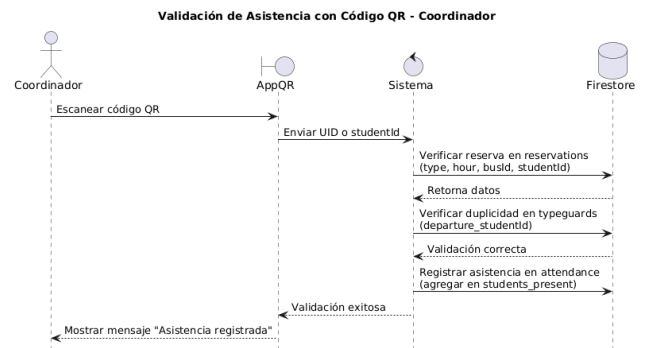 Validación de Asistencia con Código QR - Coordinador
Coordinador
AppQR
Sistema
Firestore
Escanear código QR
Enviar UID o studentId
Verificar reserva en reservations
(type, hour, busId, studentId)
Retorna datos
Verificar duplicidad en typeguards
(departure_studentId)
Validación correcta
Registrar asistencia en attendance
(agregar en students_present)
Validación exitosa
Mostrar mensaje "Asistencia registrada"